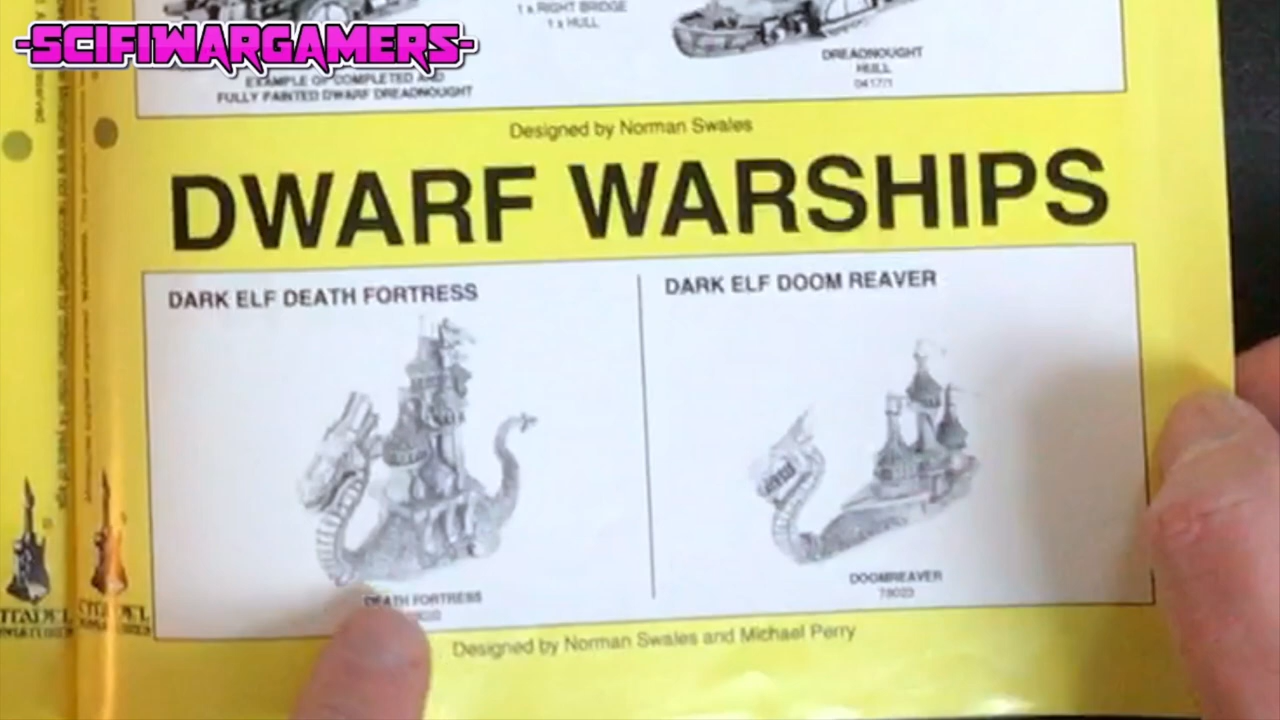 -SCIFIWARGAMERS-
1 x RIGHT BRIDGE
1 x HULL
EXAMPLE OF COMPLETED AND
FULLY PAINTED DWARF DREADNOUGHT
DREADNOUGHT
HULL
Designed by Norman Swales
DWARF WARSHIPS
DARK ELF DEATH FORTRESS
DARK ELF DOOM REAVER
DEATH FORTRESS
DOOMREAVER
78023
Designed by Norman Swales and Michael Perry
CITADEL